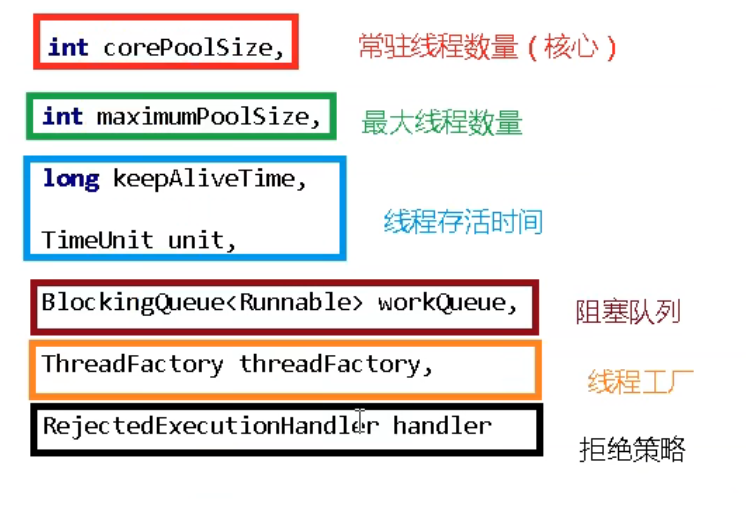 int corePoolSize, 常驻线程数量（核心）
int maximumPoolSize, 最大线程数量
long keepAliveTime,
线程存活时间
TimeUnit unit,
BlockingQueue<Runnable> workQueue, 阻塞队列
ThreadFactory threadFactory, 线程工厂
RejectedExecutionHandler handler 拒绝策略